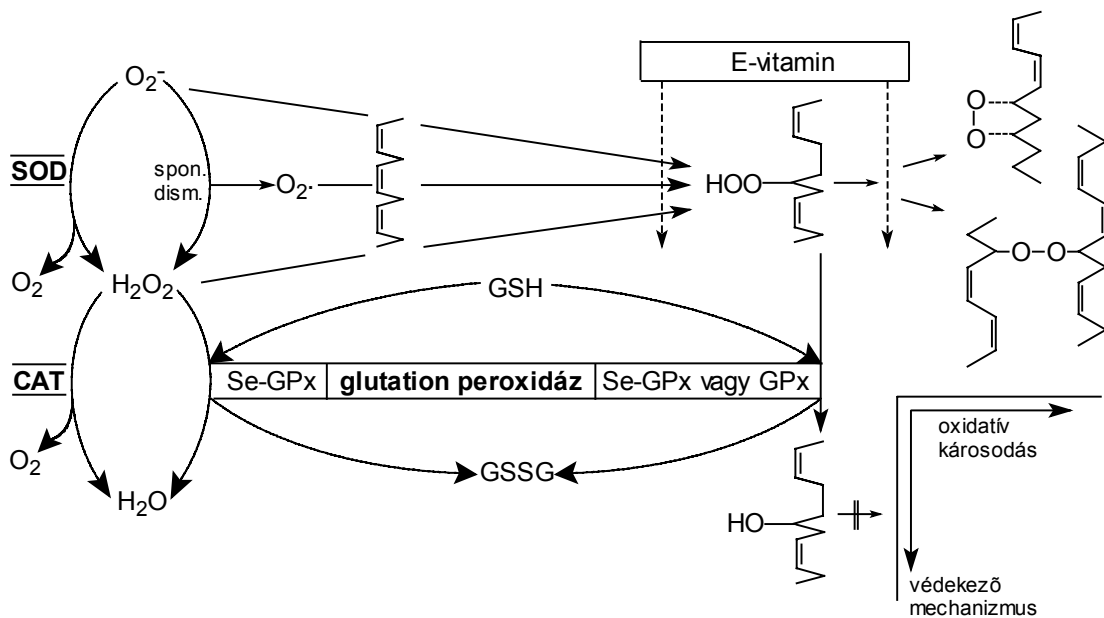 E-vitamin
O₂⁻
O
O
SOD
spon.
dism.
O₂·
HOO
O₂
H₂O₂
O
O
GSH
CAT
Se-GPx
glutation peroxidáz
Se-GPx vagy GPx
O₂
GSSG
H₂O
HO
oxidatív
károsodás
védekezõ
mechanizmus